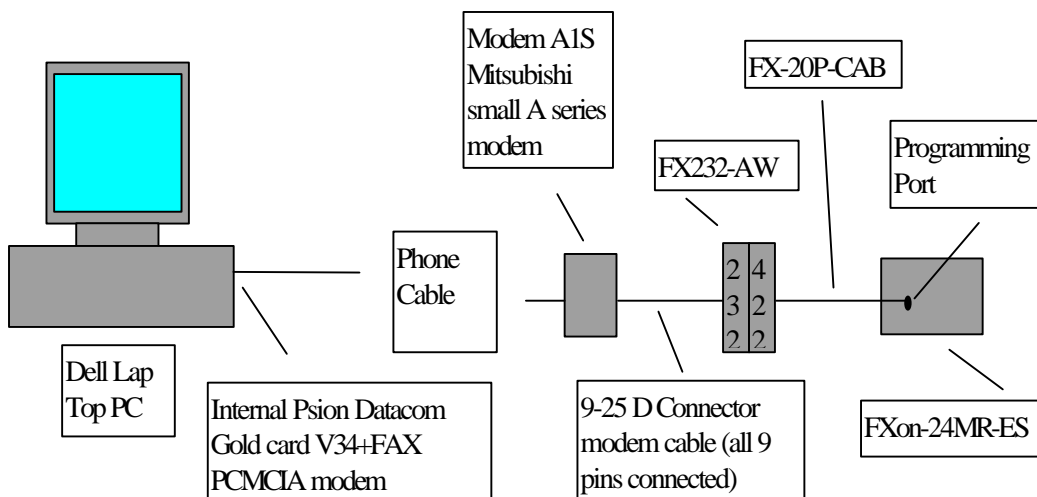 Modem A1S
Mitsubishi
small A series
modem
FX-20P-CAB
FX232-AW
Programming
Port
Phone
Cable
2 4
3 2
2 2
Dell Lap
Top PC
Internal Psion Datacom
Gold card V34+FAX
PCMCIA modem
9-25 D Connector
modem cable (all 9
pins connected)
FXon-24MR-ES